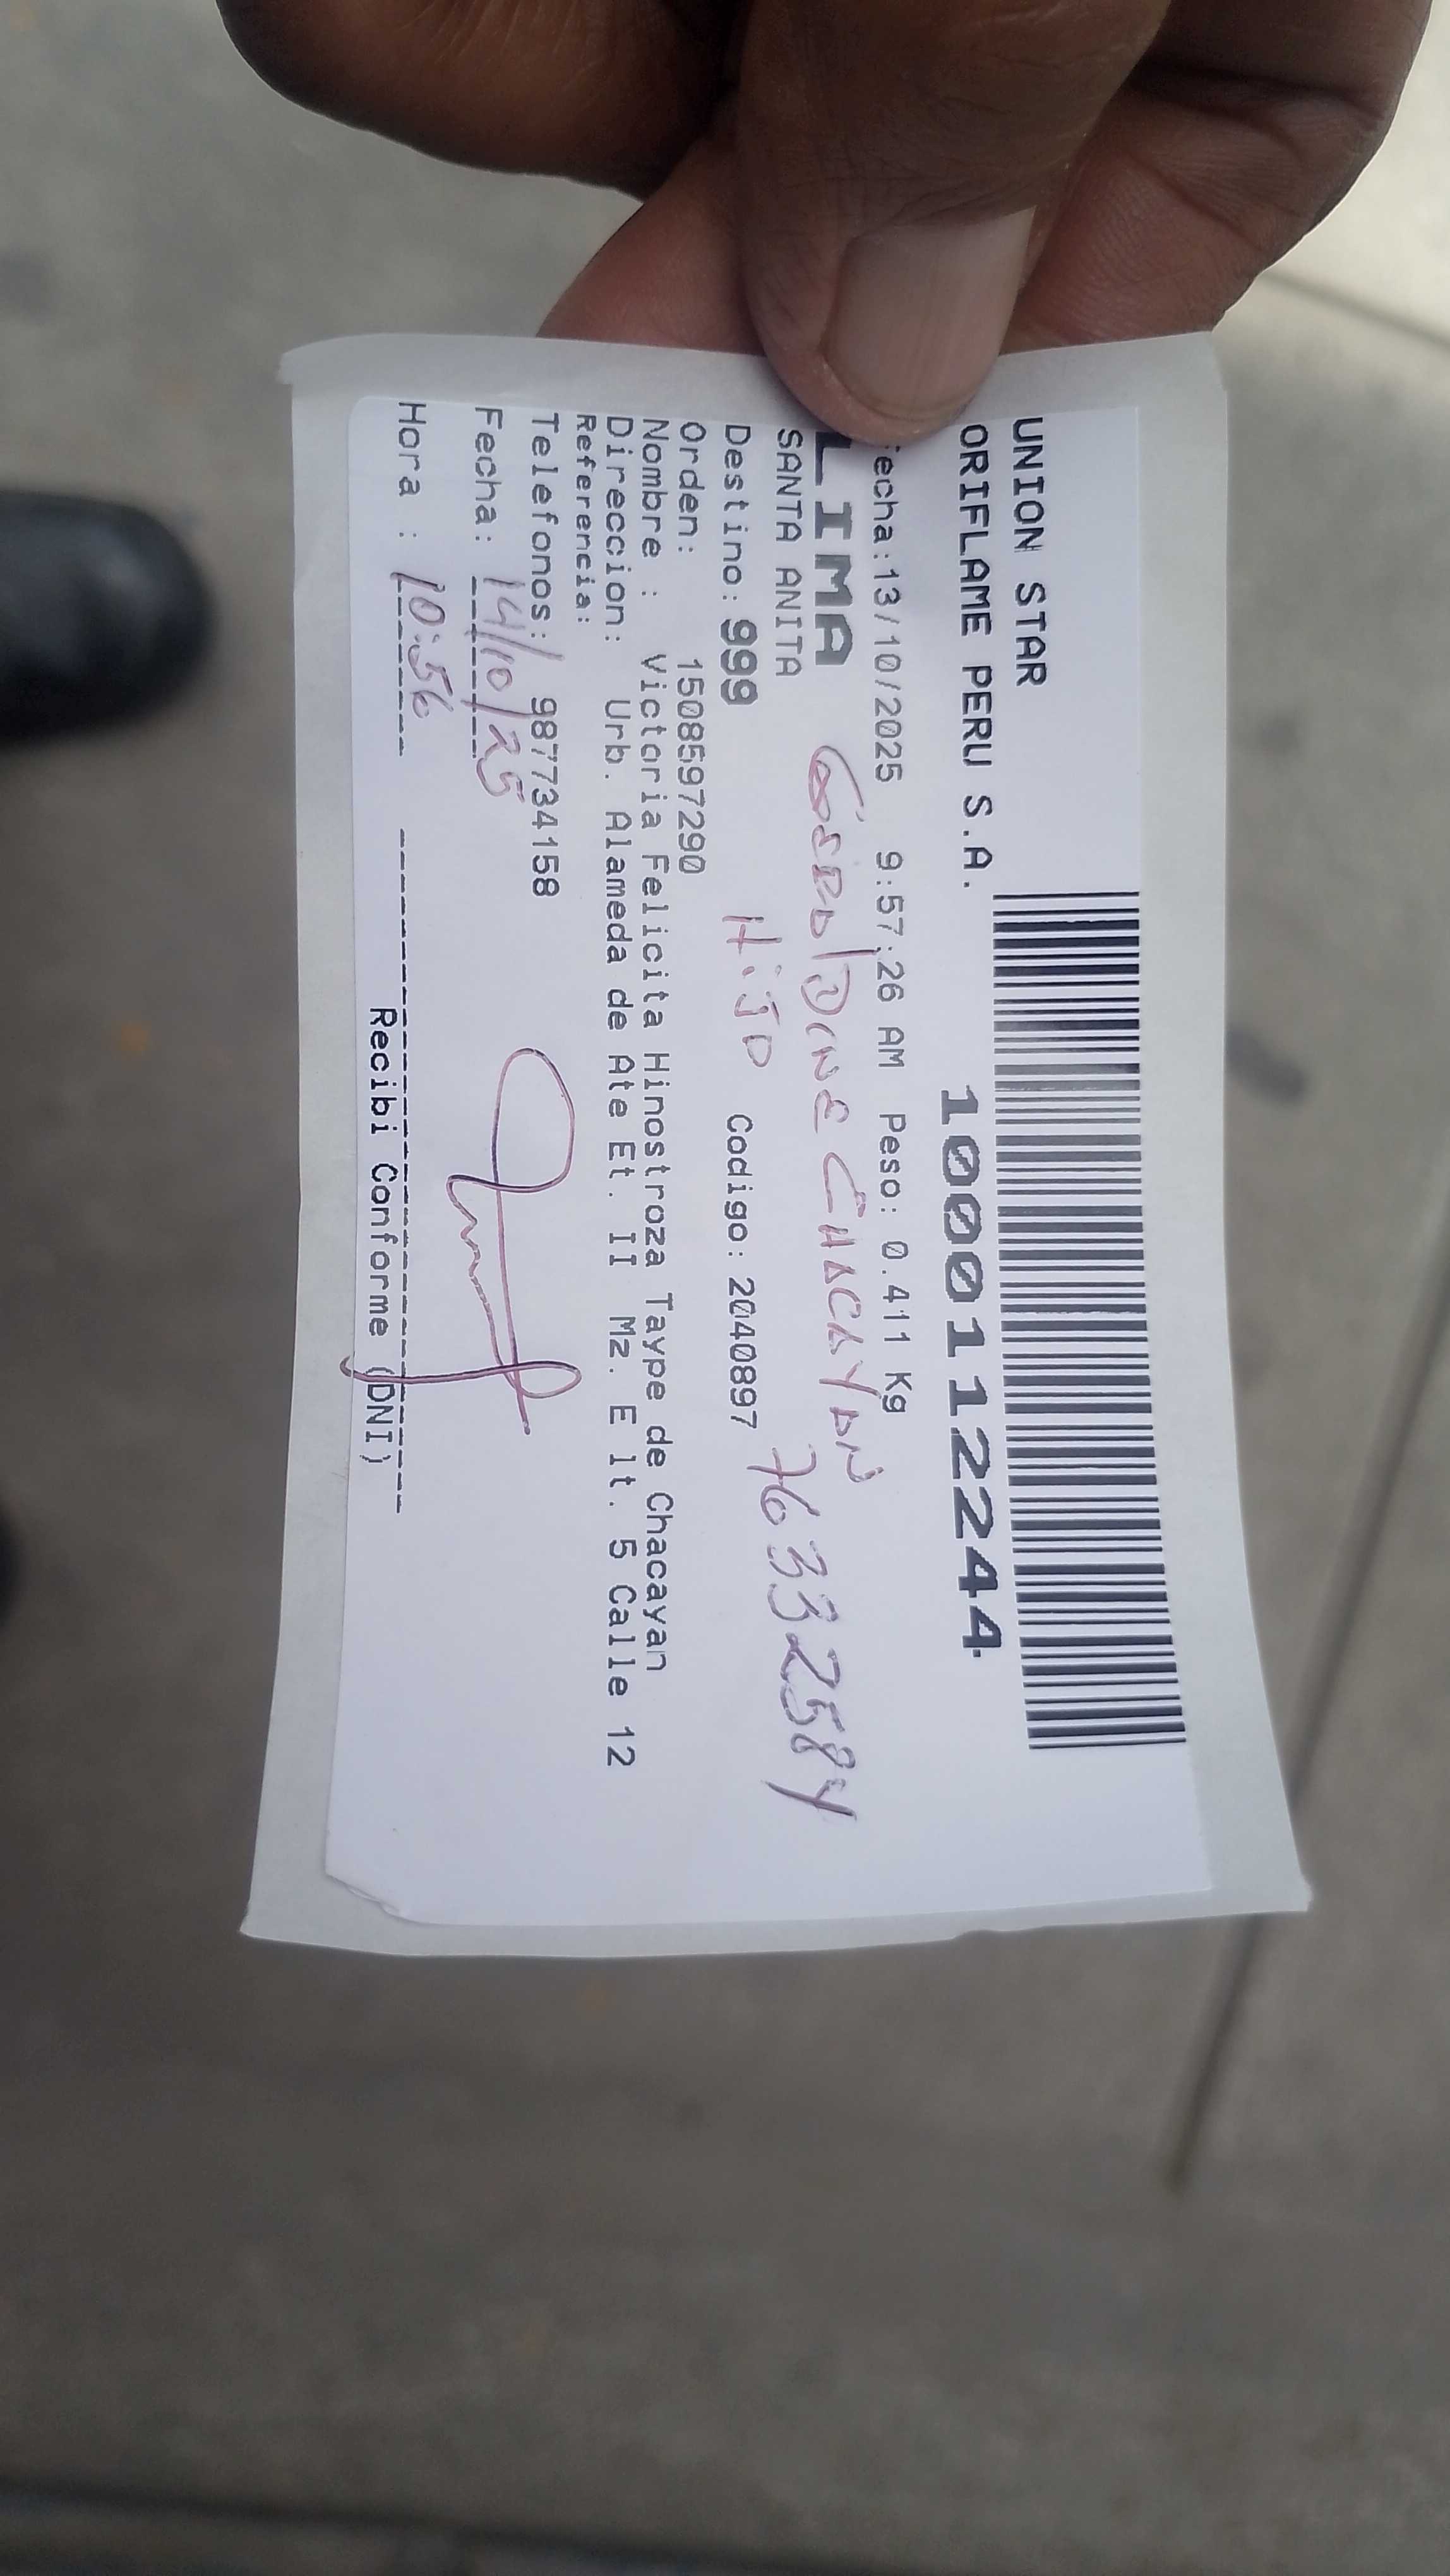 UNION STAR
ORIFLAME PERU S.A.
1000112244
echa:13/10/2025 9:57:26 AM Peso: 0.411 Kg
LIMA
CHACAYAN
SANTA ANITA
76332584
HiJO
Destino: 999 Codigo: 2040897
Orden: 1508597290
Nombre : Victoria Felicita Hinostroza Taype de Chacayan
Direccion: Urb. Alameda de Ate Et. II Mz. E lt. 5 Calle 12
Referencia:
Telefonos: 987734158
Fecha: 14/10/25
Hora : 10:56
Recibi Conforme (DNI)